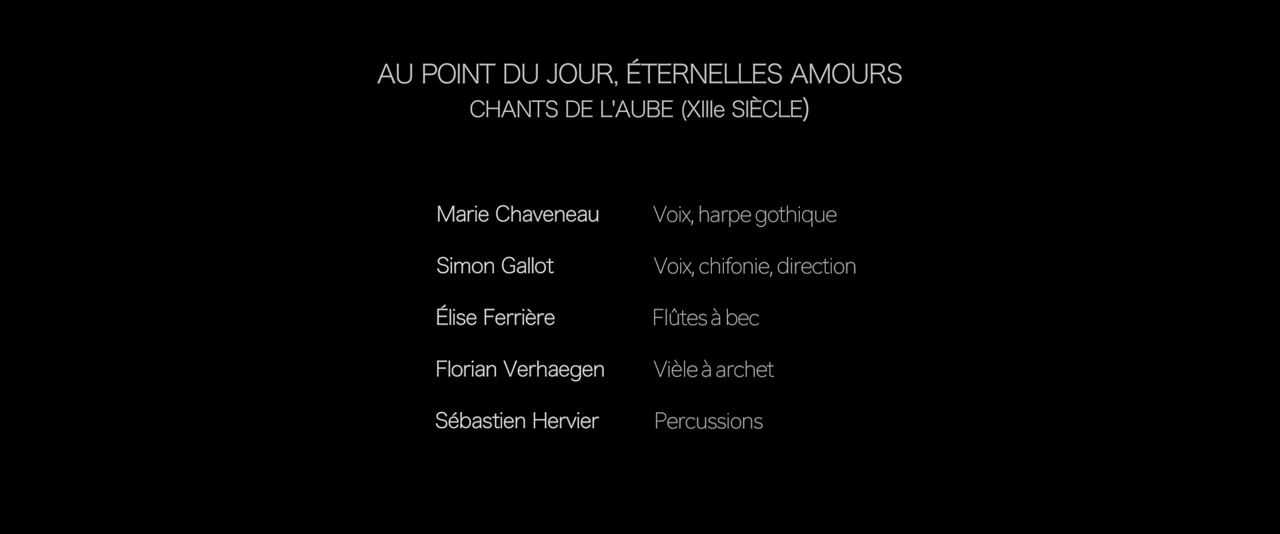 AU POINT DU JOUR, ÉTERNELLES AMOURS
CHANTS DE L'AUBE (XIIIe SIÈCLE)
Marie Chaveneau Voix, harpe gothique
Simon Gallot Voix, chifonie, direction
Élise Ferrière Flûtes à bec
Florian Verhaegen Vièle à archet
Sébastien Hervier Percussions